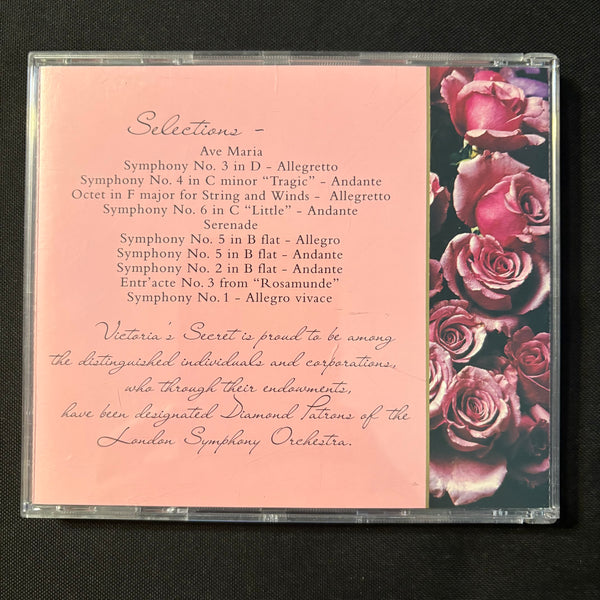 Selections -
Ave Maria
Symphony No. 3 in D - Allegretto
Symphony No. 4 in C minor “Tragic” - Andante
Octet in F major for String and Winds - Allegretto
Symphony No. 6 in C “Little” - Andante
Serenade
Symphony No. 5 in B flat - Allegro
Symphony No. 5 in B flat - Andante
Symphony No. 2 in B flat - Andante
Entr’acte No. 3 from “Rosamunde”
Symphony No. 1 - Allegro vivace
Victoria’s Secret is proud to be among
the distinguished individuals and corporations,
who through their endowments,
have been designated Diamond Patrons of the
London Symphony Orchestra.